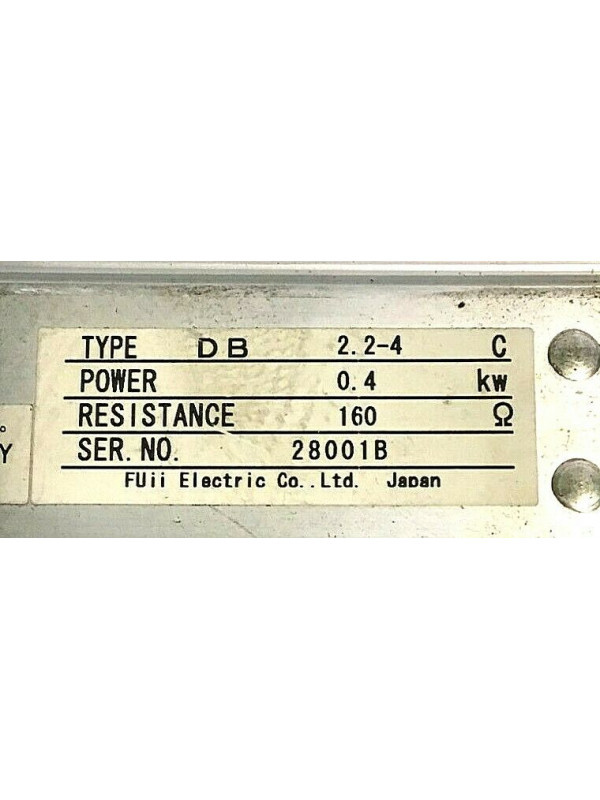 TYPE DB 2.2-4 C
POWER 0.4 kw
RESISTANCE 160 Ω
SER. NO. 28001B
FUii Electric Co.,Ltd. Japan
Y